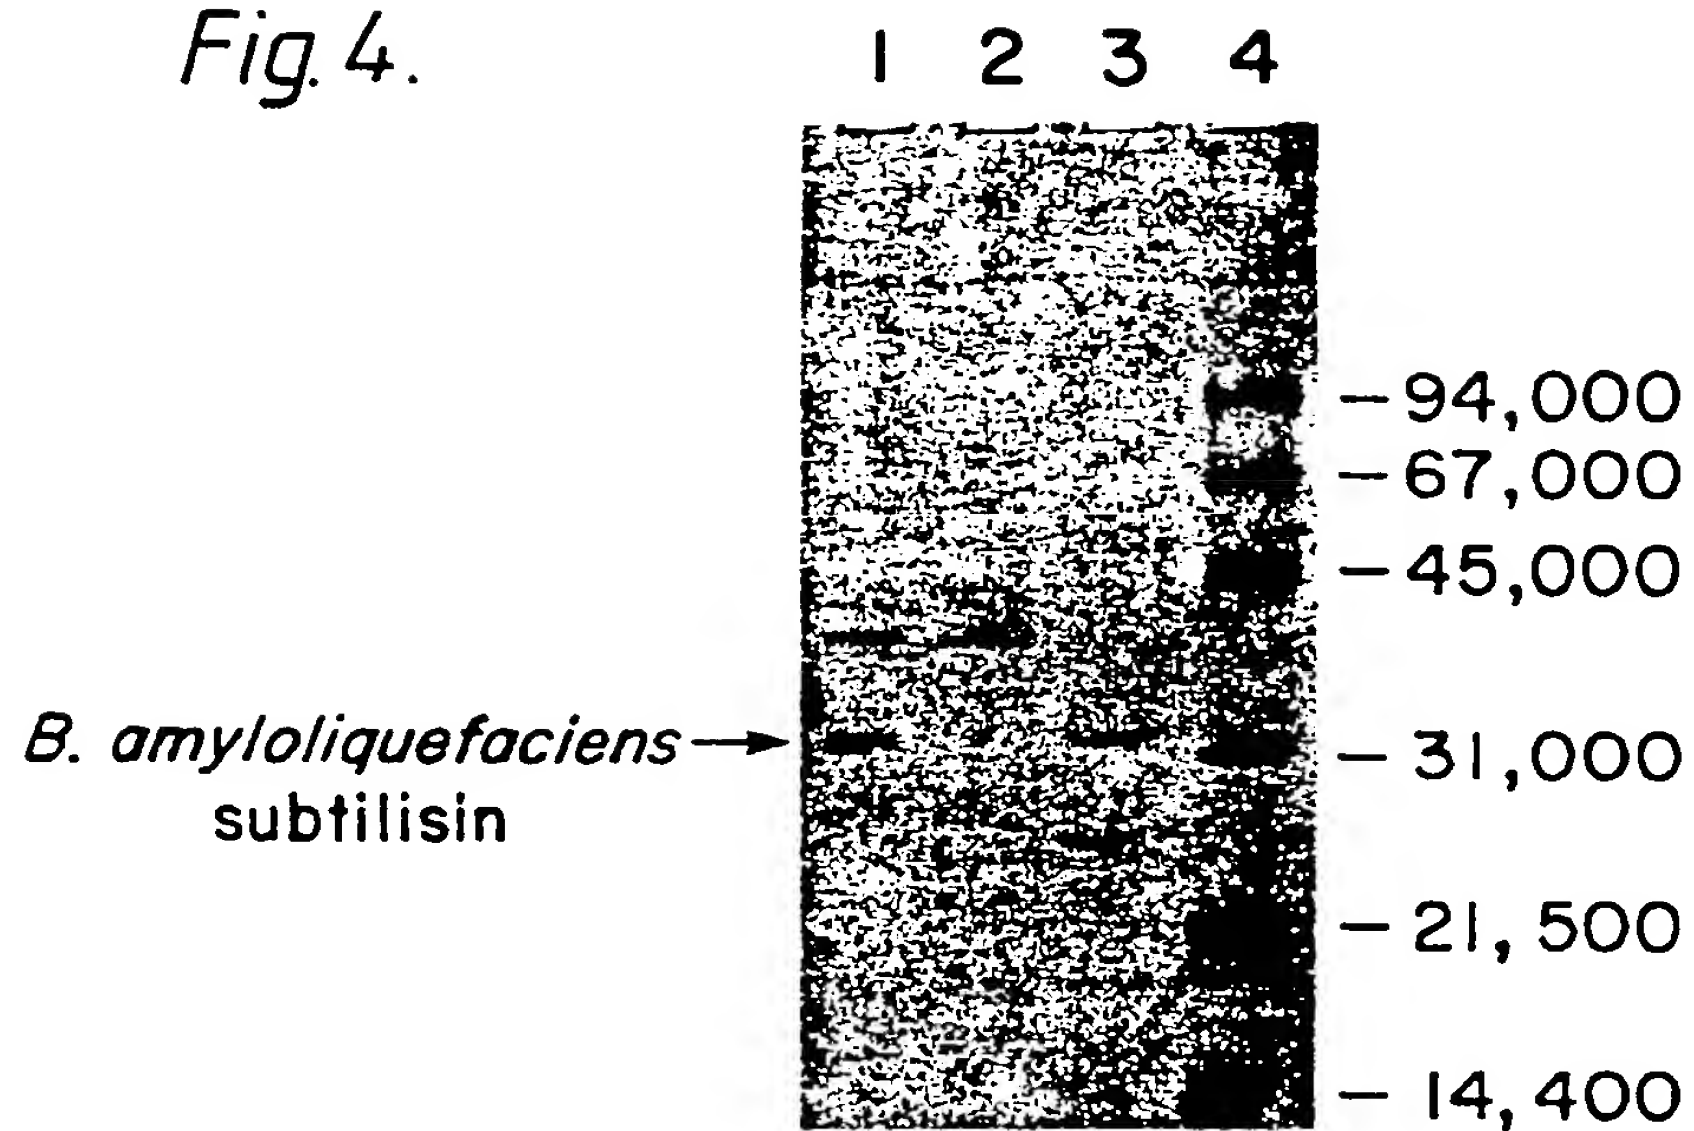 Fig. 4.
1 2 3 4
94,000
67,000
45,000
B. amyloliquefaciens
subtilisin
31,000
21,500
14,400